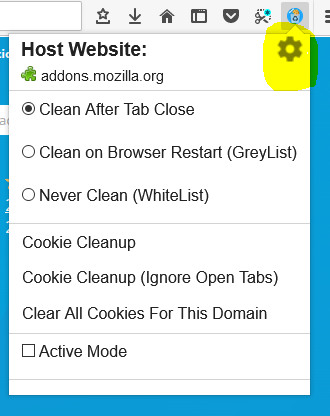 Host Website:
addons.mozilla.org
Clean After Tab Close
Clean on Browser Restart (GreyList)
Never Clean (WhiteList)
Cookie Cleanup
Cookie Cleanup (Ignore Open Tabs)
Clear All Cookies For This Domain
Active Mode